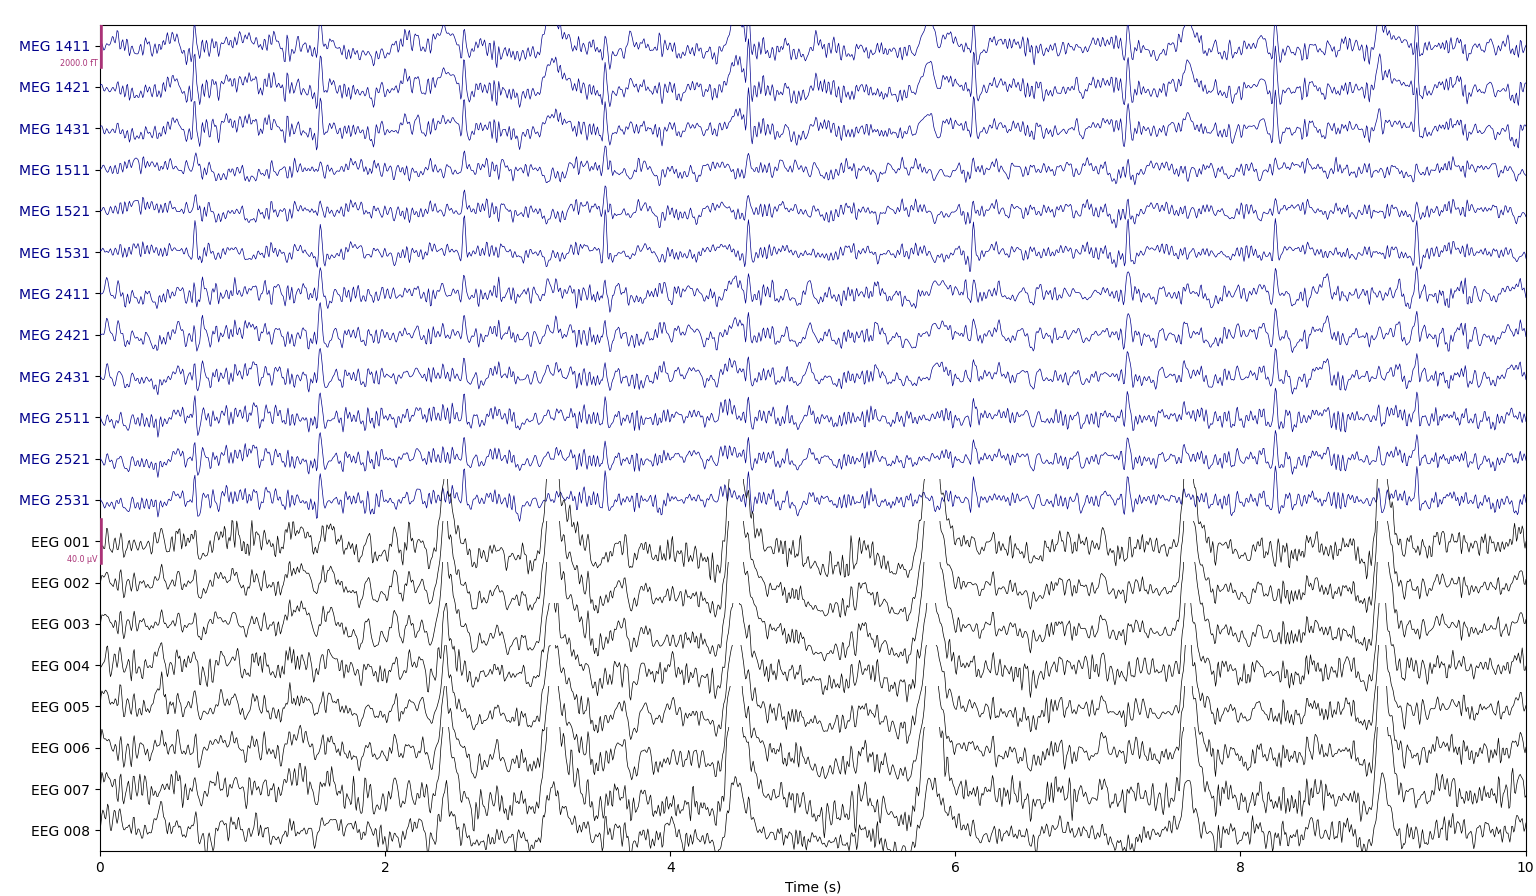 MEG 1411
2000.0 fT
MEG 1421
MEG 1431
MEG 1511
MEG 1521
MEG 1531
MEG 2411
MEG 2421
MEG 2431
MEG 2511
MEG 2521
MEG 2531
EEG 001
40.0 µV
EEG 002
EEG 003
EEG 004
EEG 005
EEG 006
EEG 007
EEG 008
0 2 4 6 8 10
Time (s)